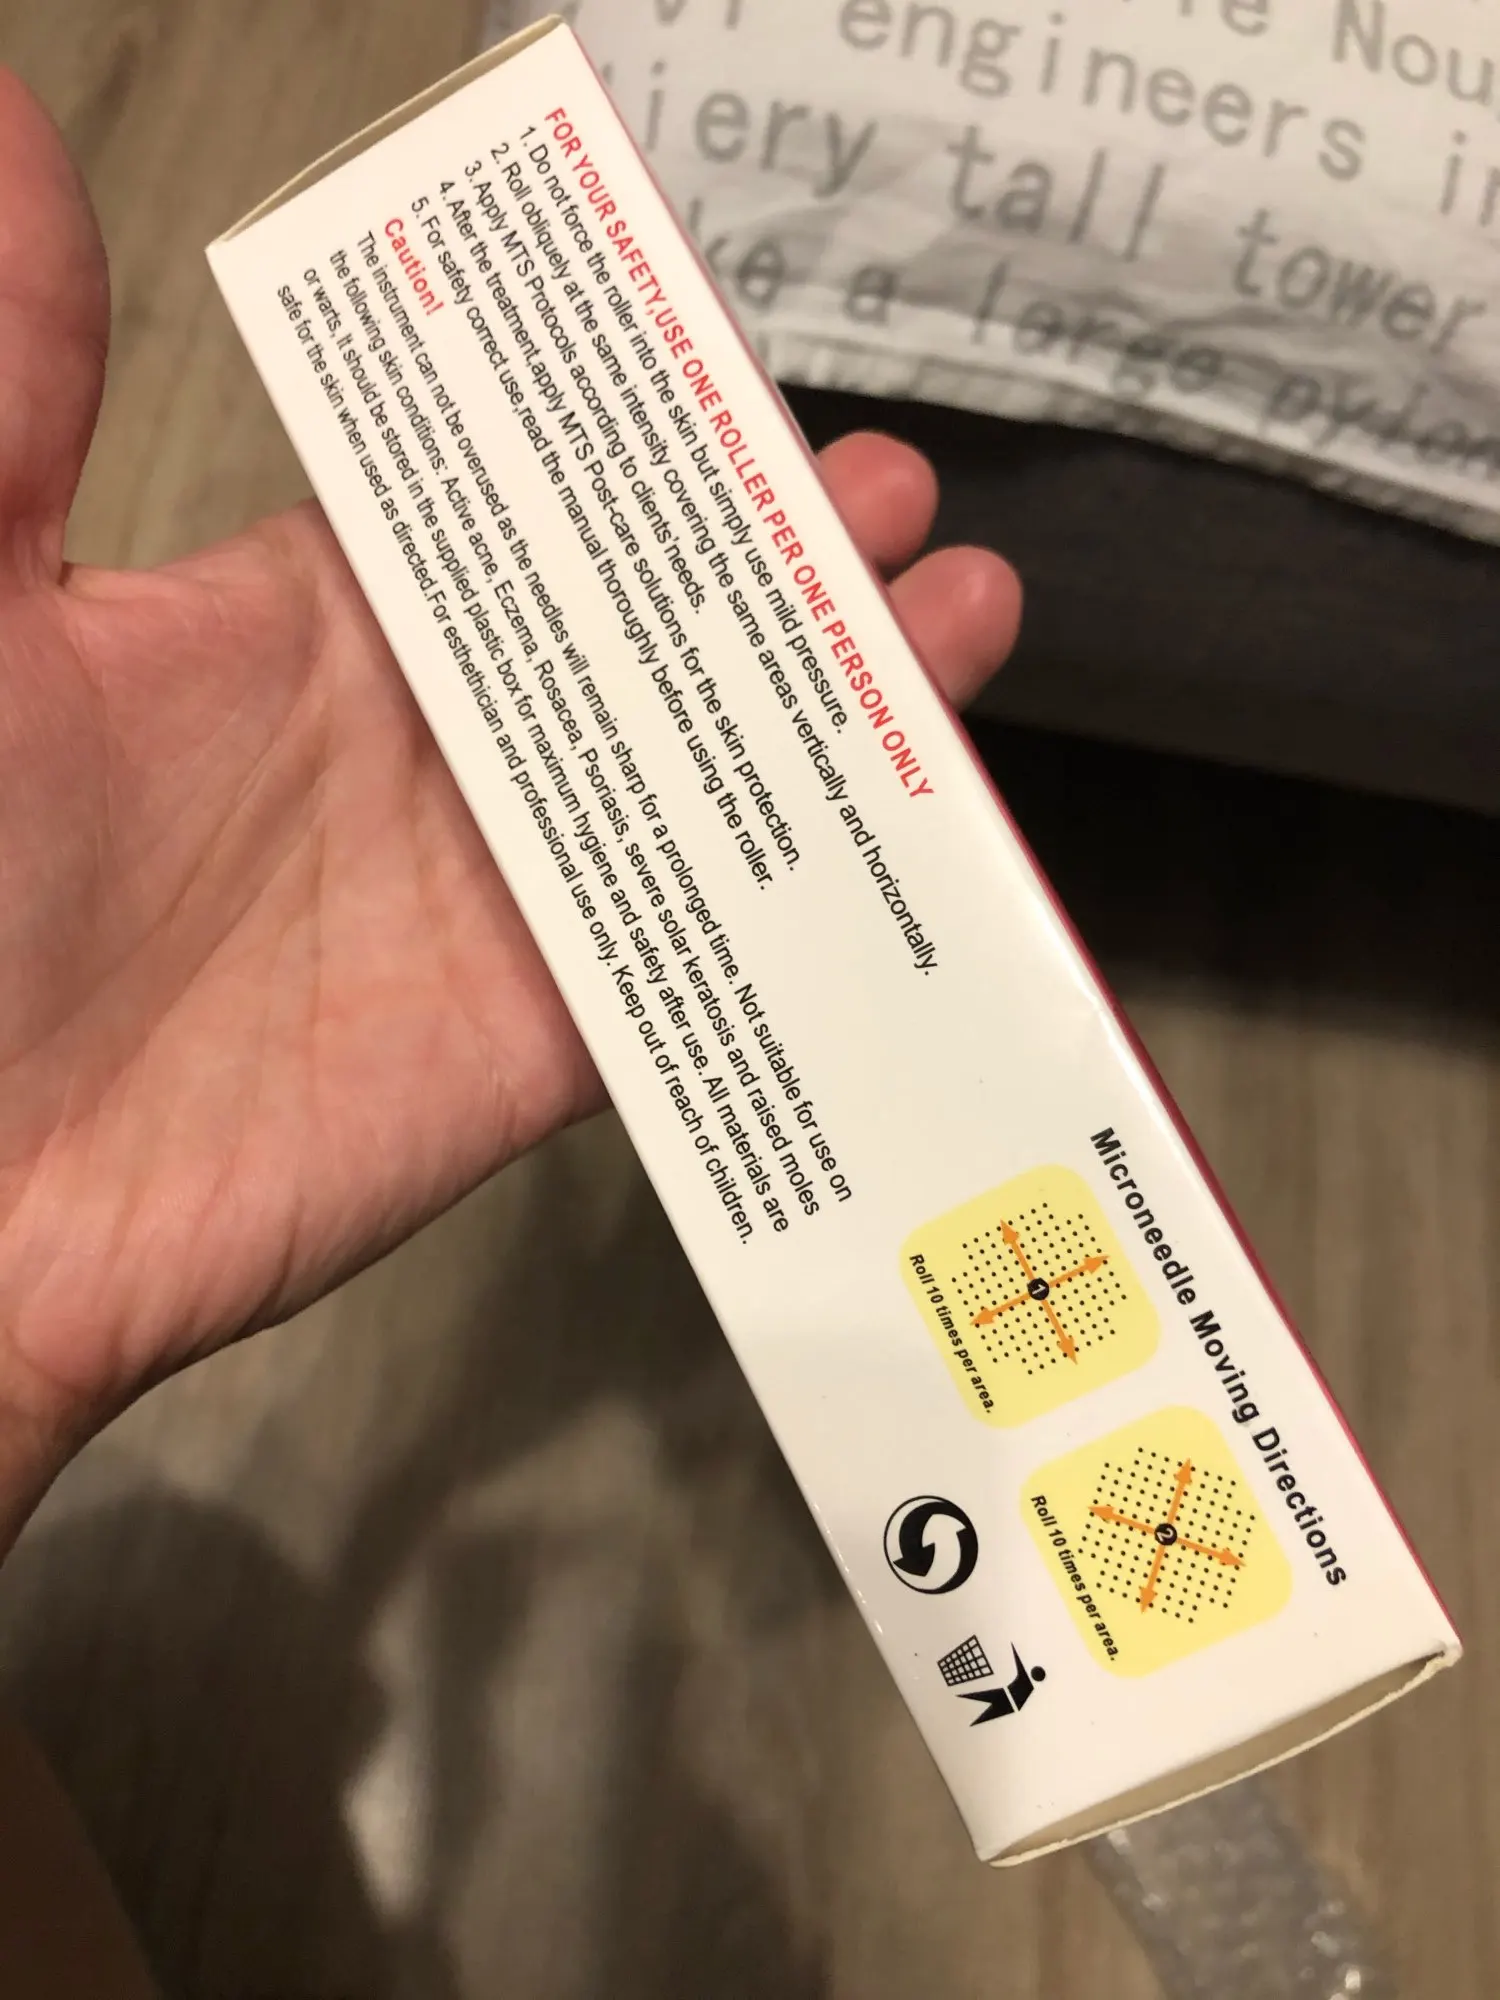 FOR YOUR SAFETY,USE ONE ROLLER PER ONE PERSON ONLY
1. Do not force the roller into the skin but simply use mild pressure.
2. Roll obliquely at the same intensity covering the same areas vertically and horizontally.
3. Apply MTS Protocols according to clients'needs.
4. After the treatment,apply MTS Post-care solutions for the skin protection.
5. For safety correct use,read the manual thoroughly before using the roller.
Caution!
The instrument can not be overused as the needles will remain sharp for a prolonged time. Not suitable for use on
the following skin conditions: Active acne, Eczema, Rosacea, Psoriasis, severe solar keratosis and raised moles
or warts, It should be stored in the supplied plastic box for maximum hygiene and safety after use. All materials are
safe for the skin when used as directed.For esthethician and professional use only. Keep out of reach of children.
Microneedle Moving Directions
1
Roll 10 times per area.
2
Roll 10 times per area.
engineers
tall tower
a large pylon